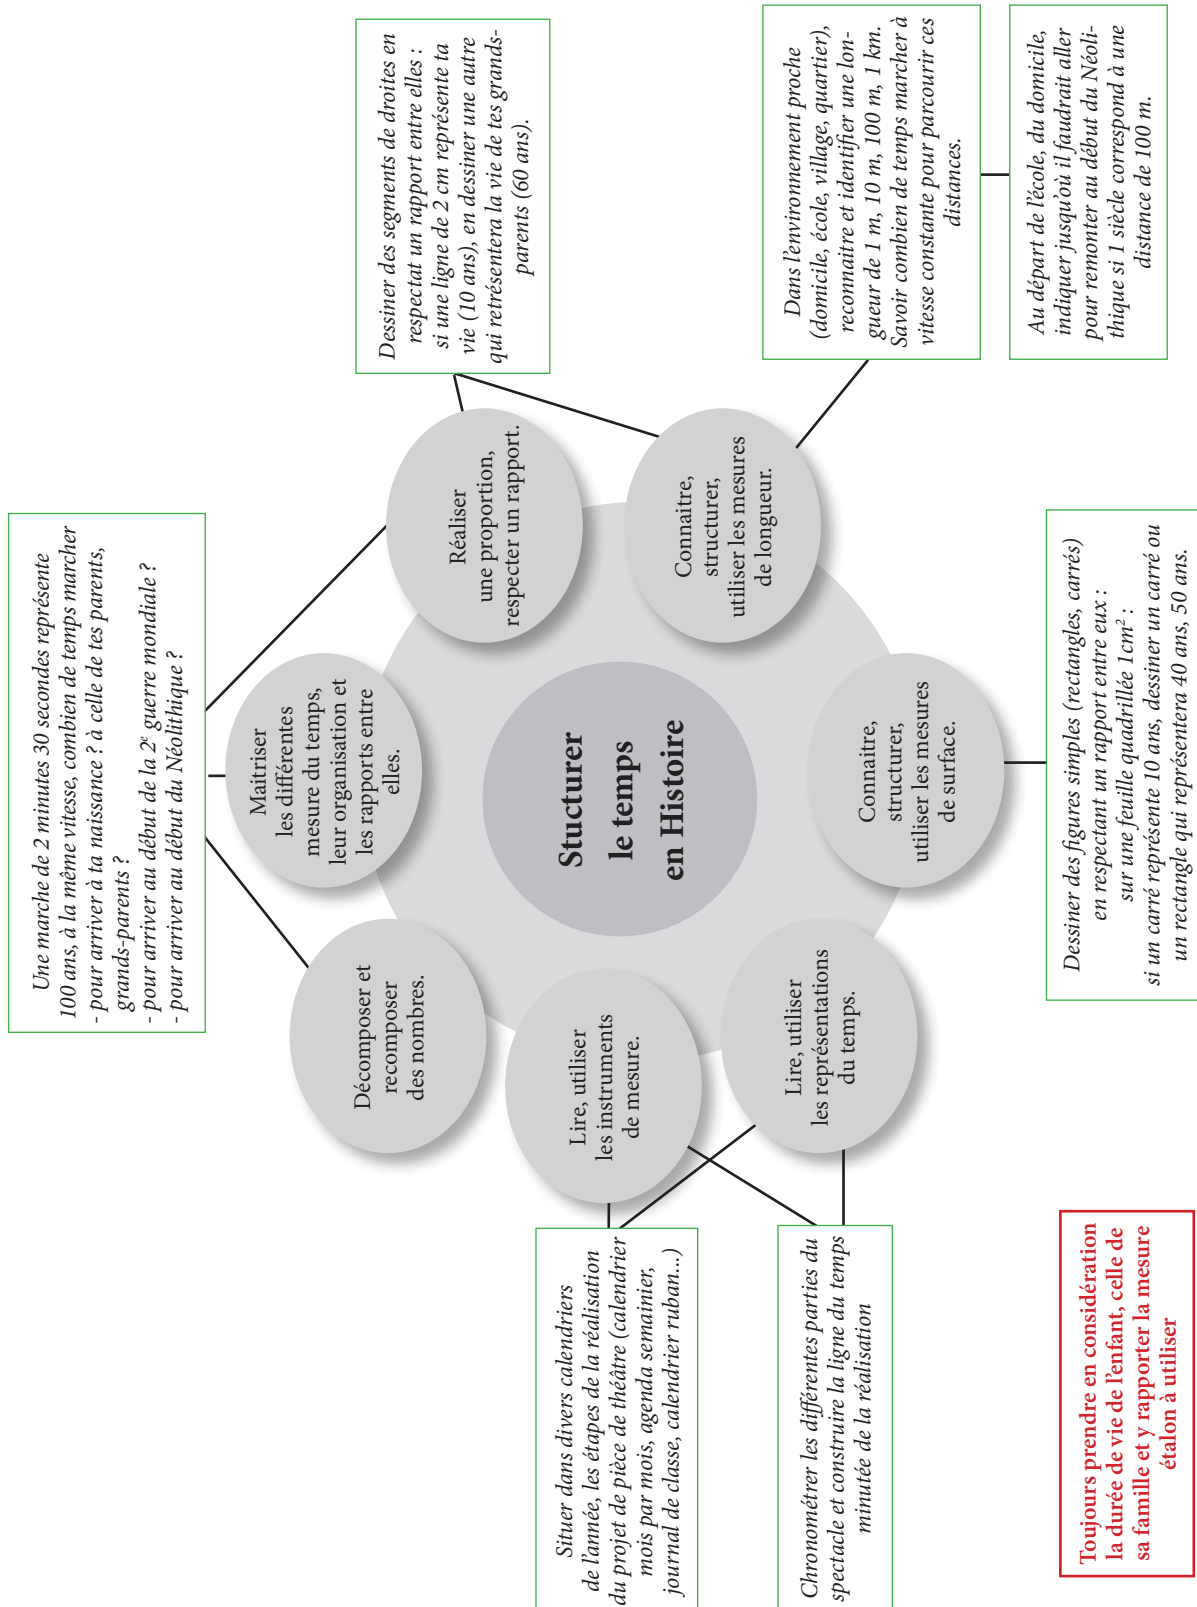 Une marche de 2 minutes 30 secondes représente
100 ans, à la même vitesse, combien de temps marcher
- pour arriver à ta naissance ? à celle de tes parents,
grands-parents ?
- pour arriver au début de la 2e guerre mondiale ?
- pour arriver au début du Néolithique ?
Dessiner des segments de droites en
respectat un rapport entre elles :
si une ligne de 2 cm représente ta
vie (10 ans), en dessiner une autre
qui retrésentera la vie de tes grands-
parents (60 ans).
Maitriser
les différentes
mesure du temps,
leur organisation et
les rapports entre
elles.
Réaliser
une proportion,
respecter un rapport.
Décomposer et
recomposer
des nombres.
Stucturer
le temps
en Histoire
Lire, utiliser
les instruments
de mesure.
Connaitre,
structurer,
utiliser les mesures
de longueur.
Lire, utiliser
les représentations
du temps.
Connaitre,
structurer,
utiliser les mesures
de surface.
Situer dans divers calendriers
de l'année, les étapes de la réalisation
du projet de pièce de théâtre (calendrier
mois par mois, agenda semainier,
journal de classe, calendrier ruban...)
Chronométrer les différentes parties du
spectacle et construire la ligne du temps
minutée de la réalisation
Dans l'environnement proche
(domicile, école, village, quartier),
reconnaitre et identifier une lon-
gueur de 1 m, 10 m, 100 m, 1 km.
Savoir combien de temps marcher à
vitesse constante pour parcourir ces
distances.
Au départ de l'école, du domicile,
indiquer jusqu'où il faudrait aller
pour remonter au début du Néoli-
thique si 1 siècle correspond à une
distance de 100 m.
Dessiner des figures simples (rectangles, carrés)
en respectant un rapport entre eux :
sur une feuille quadrillée 1cm² :
si un carré représente 10 ans, dessiner un carré ou
un rectangle qui représentera 40 ans, 50 ans.
Toujours prendre en considération
la durée de vie de l'enfant, celle de
sa famille et y rapporter la mesure
étalon à utiliser